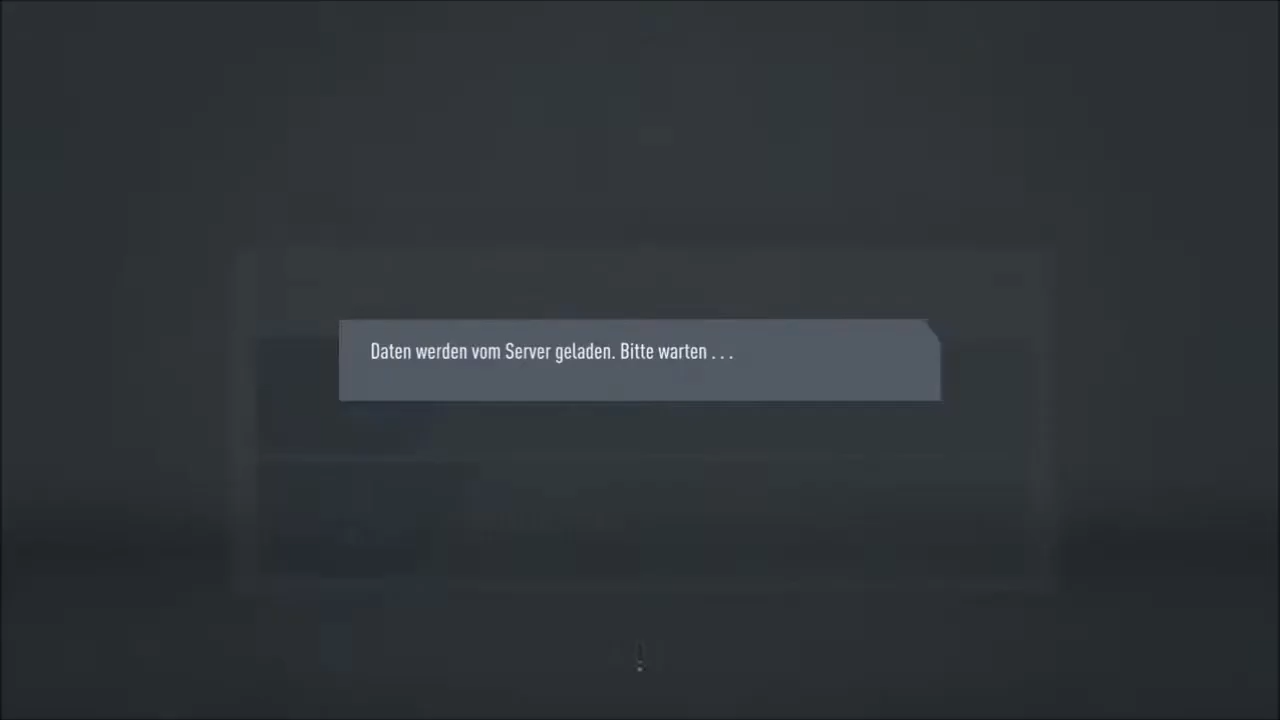 Daten werden vom Server geladen. Bitte warten . . .